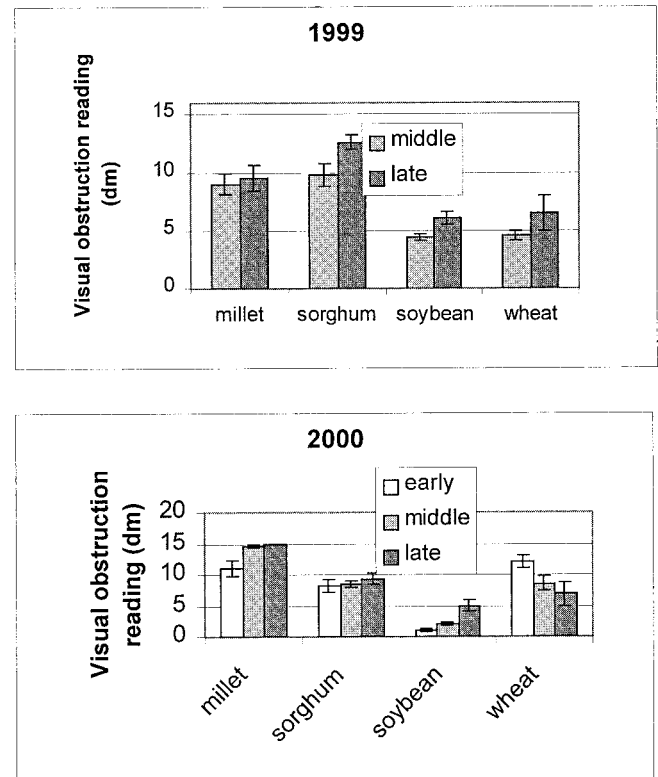 1999
Visual obstruction reading
(dm)
15
10
5
0
middle
late
millet sorghum soybean wheat
2000
Visual obstruction
reading (dm)
20
15
10
5
0
early
middle
late
millet
sorghum
soybean
wheat